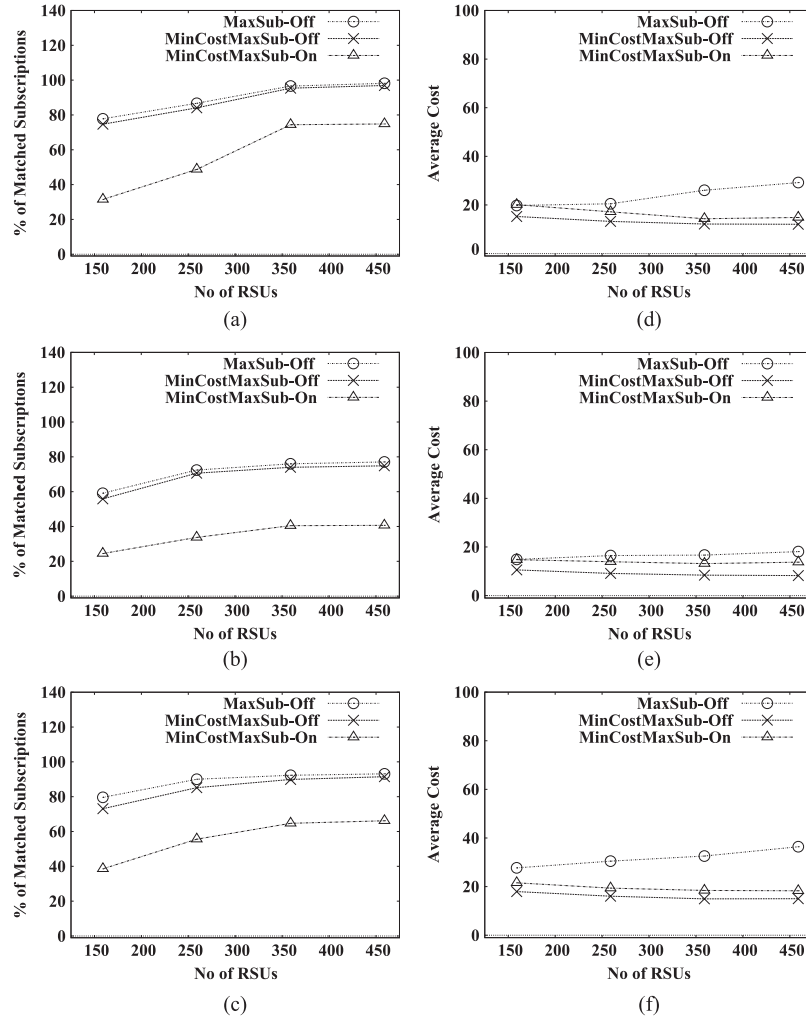 140
120
100
80
60
40
20
0
% of Matched Subscriptions
MaxSub-Off
MinCostMaxSub-Off
MinCostMaxSub-On
150 200 250 300 350 400 450
No of RSUs
(a)
100
80
60
40
20
0
Average Cost
MaxSub-Off
MinCostMaxSub-Off
MinCostMaxSub-On
150 200 250 300 350 400 450
No of RSUs
(d)
140
120
100
80
60
40
20
0
% of Matched Subscriptions
MaxSub-Off
MinCostMaxSub-Off
MinCostMaxSub-On
150 200 250 300 350 400 450
No of RSUs
(b)
100
80
60
40
20
0
Average Cost
MaxSub-Off
MinCostMaxSub-Off
MinCostMaxSub-On
150 200 250 300 350 400 450
No of RSUs
(e)
140
120
100
80
60
40
20
0
% of Matched Subscriptions
MaxSub-Off
MinCostMaxSub-Off
MinCostMaxSub-On
150 200 250 300 350 400 450
No of RSUs
(c)
100
80
60
40
20
0
Average Cost
MaxSub-Off
MinCostMaxSub-Off
MinCostMaxSub-On
150 200 250 300 350 400 450
No of RSUs
(f)